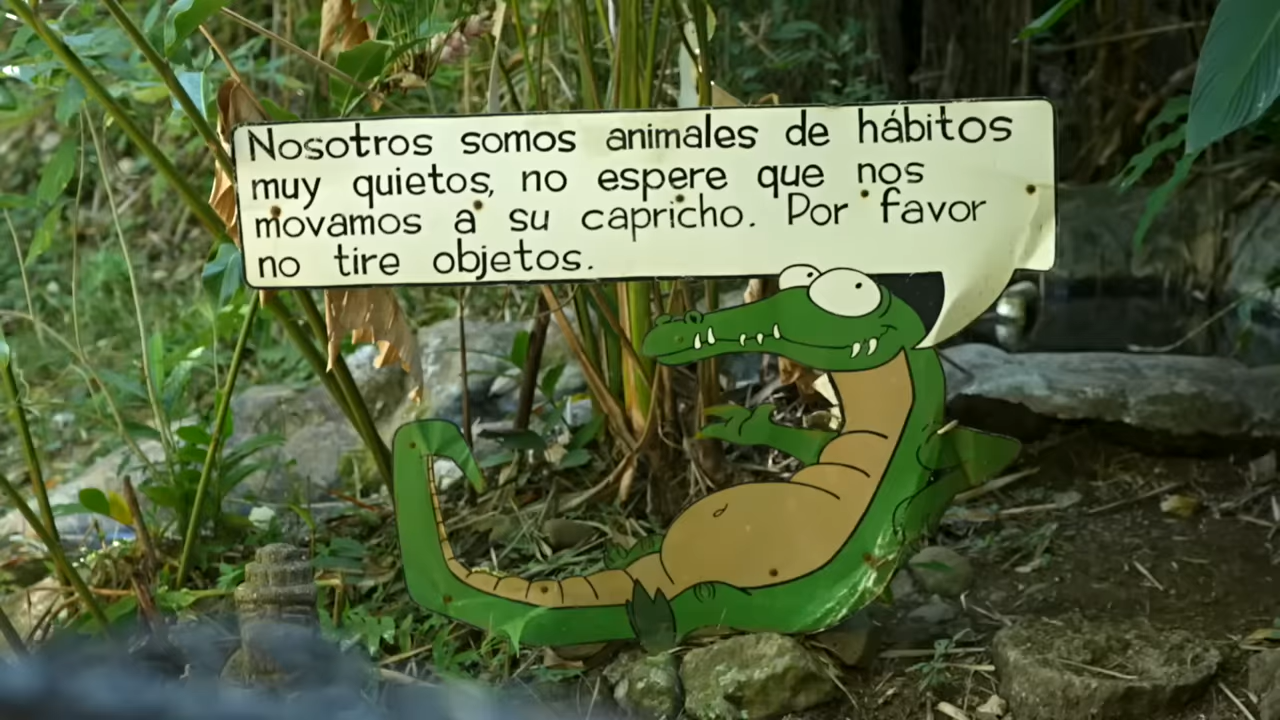 Nosotros somos animales de hábitos
muy quietos, no espere que nos
movamos a su capricho. Por favor
no tire objetos.